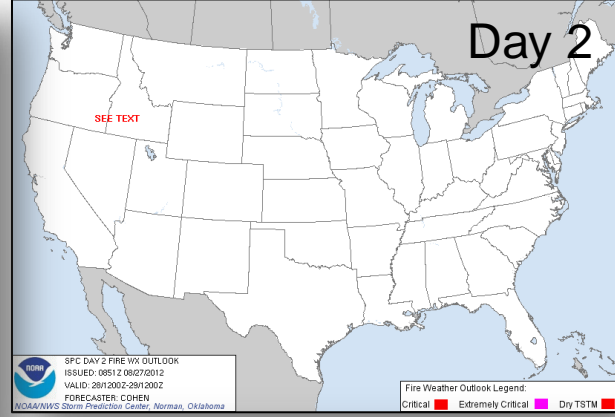 Day 2
SEE TEXT
NOAA
SPC DAY 2 FIRE WX OUTLOOK
ISSUED: 0851Z 08/27/2012
VALID: 28/1200Z-29/1200Z
FORECASTER: COHEN
NOAA/NWS Storm Prediction Center, Norman, Oklahoma
Fire Weather Outlook Legend:
Critical Extremely Critical Dry TSTM